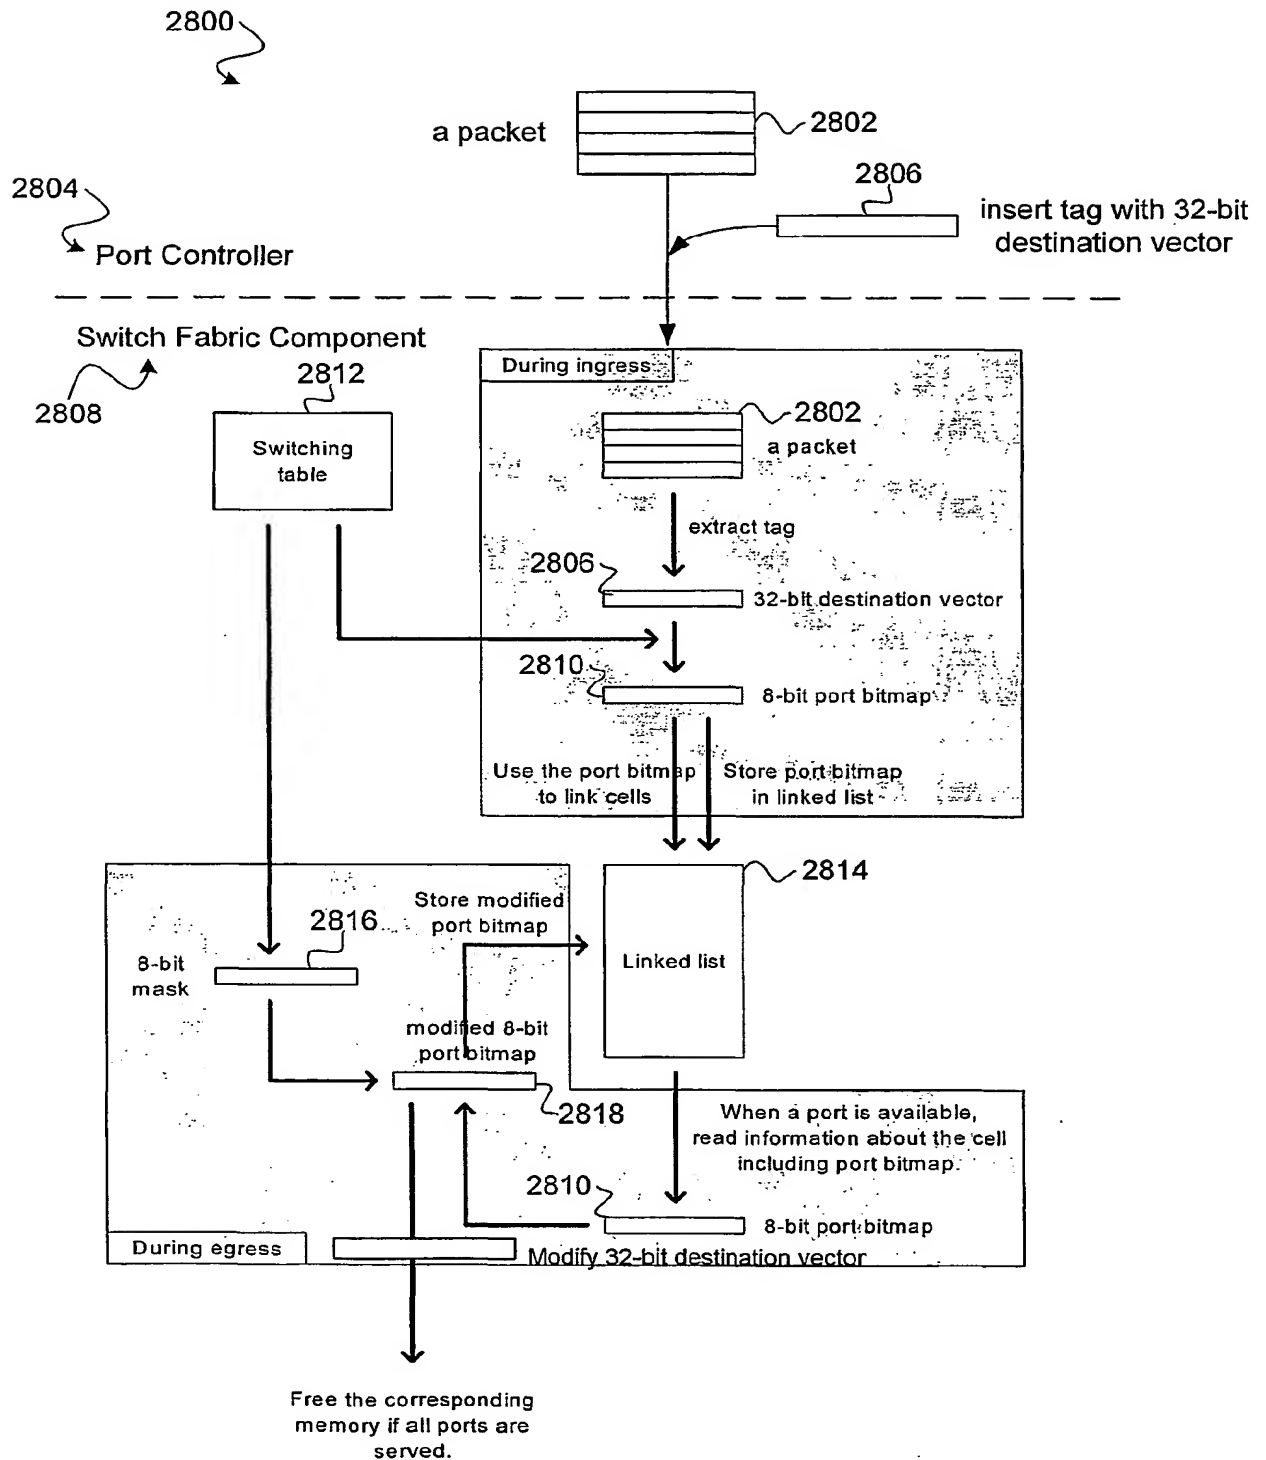 2800
a packet
2802
2806
insert tag with 32-bit
destination vector
2804
Port Controller
Switch Fabric Component
2808
2812
Switching
table
During ingress
2802
a packet
extract tag
2806
32-bit destination vector
2810
8-bit port bitmap
Use the port bitmap
to link cells
Store port bitmap
in linked list
2814
Linked list
Store modified
port bitmap
2816
8-bit
mask
modified 8-bit
port bitmap
2818
When a port is available,
read information about the cell
including port bitmap.
2810
8-bit port bitmap
During egress
Modify 32-bit destination vector
Free the corresponding
memory if all ports are
served.